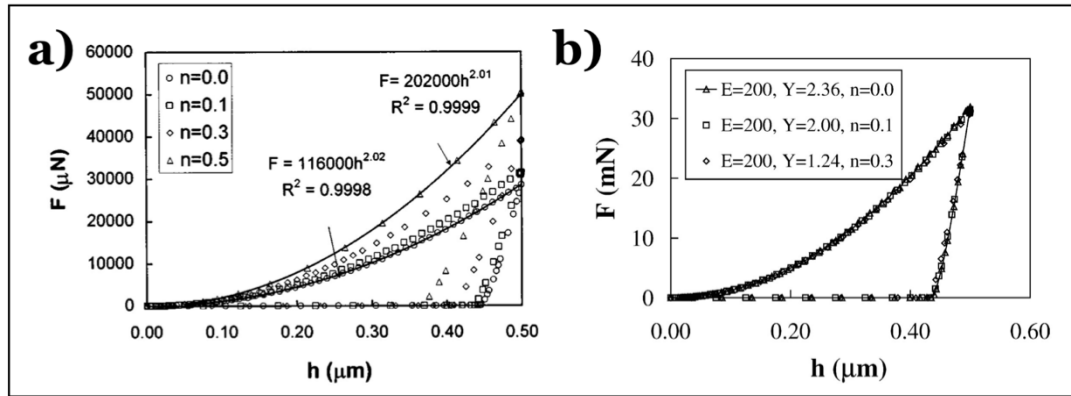 a)
60000
50000
40000
30000
20000
10000
0
F (μN)
n=0.0
n=0.1
n=0.3
n=0.5
F= 202000h^2.01
R² = 0.9999
F = 116000h^2.02
R² = 0.9998
0.00 0.10 0.20 0.30 0.40 0.50
h (μm)
b)
40
30
20
10
0
F (mN)
E=200, Y=2.36, n=0.0
E=200, Y=2.00, n=0.1
E=200, Y=1.24, n=0.3
0.00 0.20 0.40 0.60
h (μm)